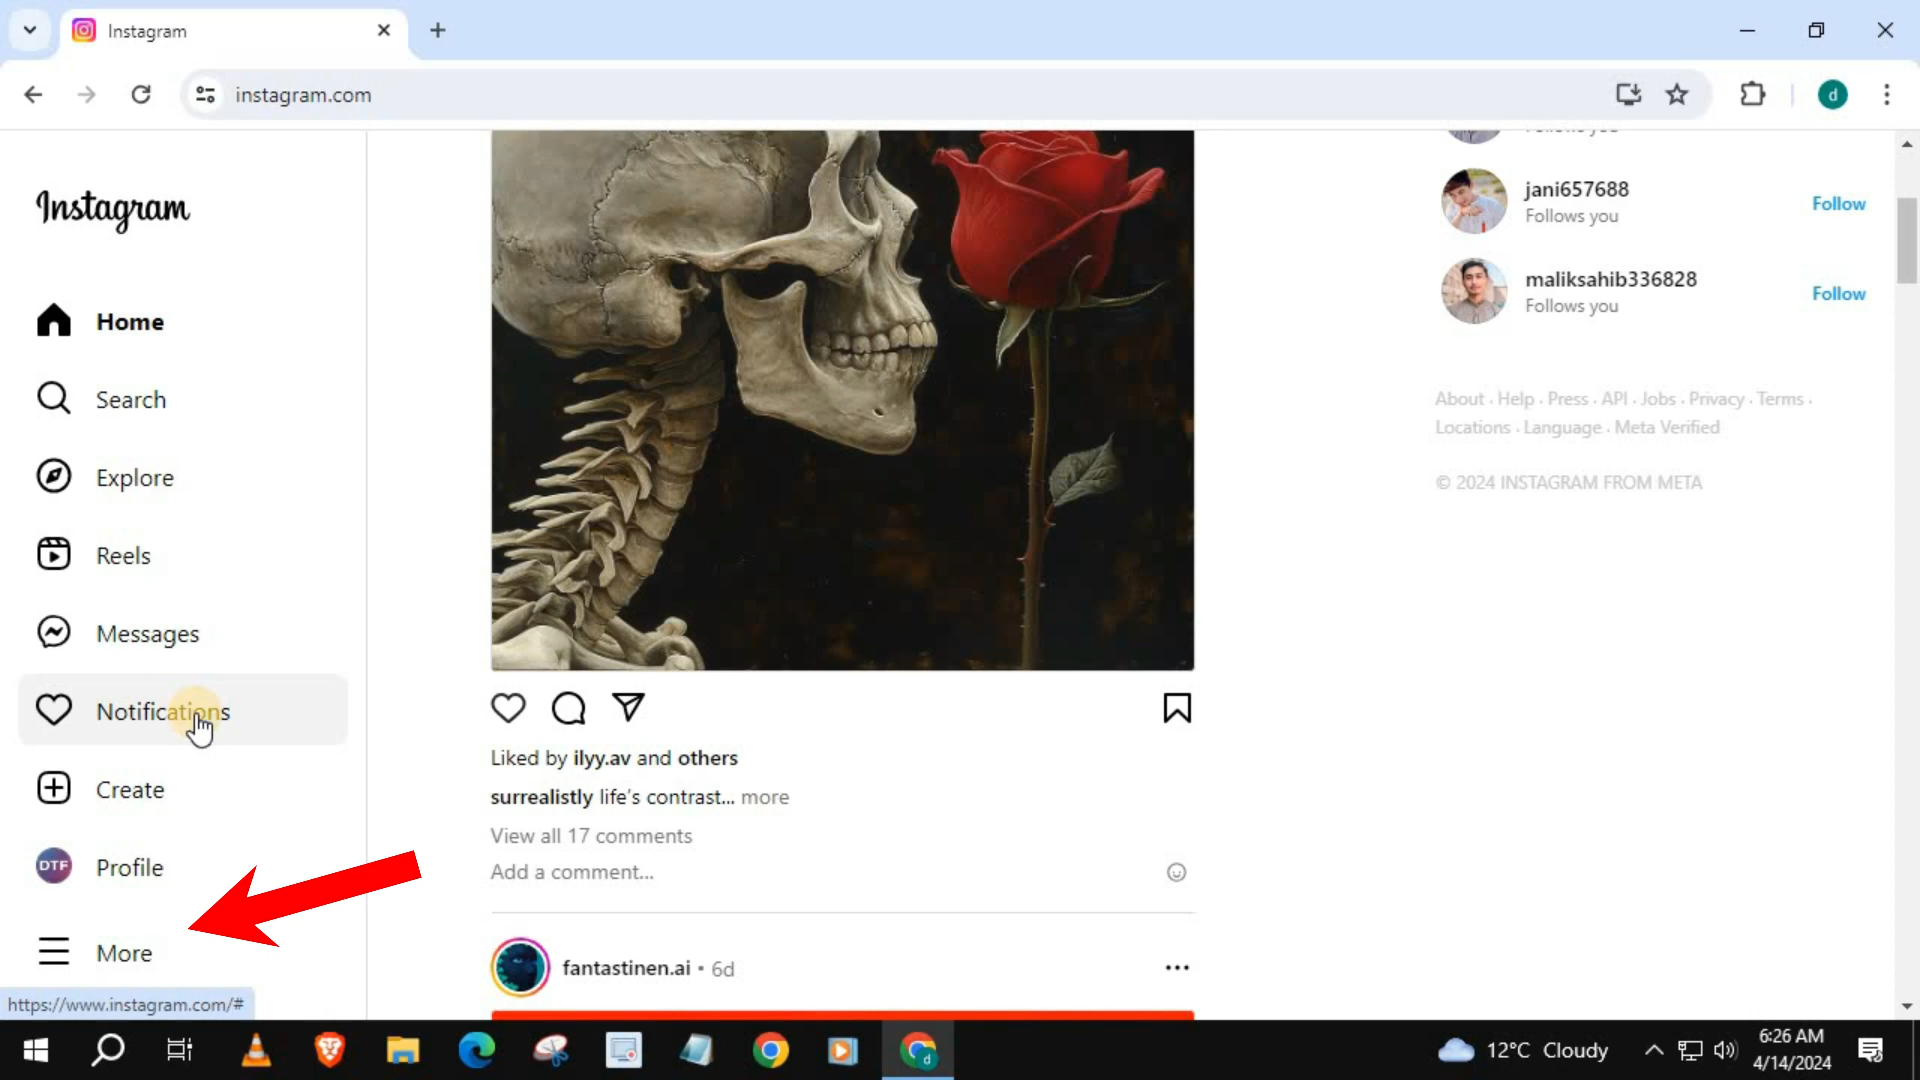 Instagram
instagram.com
Instagram
Home
Search
Explore
Reels
Messages
Notifications
Create
DTF
Profile
More
https://www.instagram.com/#
Liked by ilyy.av and others
surrealistly life's contrast... more
View all 17 comments
Add a comment...
fantastinen.ai • 6d
jani657688
Follows you
Follow
maliksahib336828
Follows you
Follow
About · Help · Press · API · Jobs · Privacy · Terms ·
Locations · Language · Meta Verified
© 2024 INSTAGRAM FROM META
d
d
12°C Cloudy
6:26 AM
4/14/2024